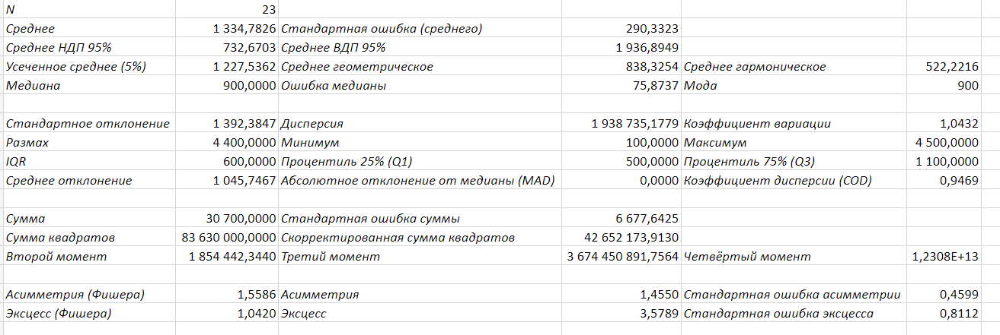 N 23
Среднее 1 334,7826 Стандартная ошибка (среднего) 290,3323
Среднее НДП 95% 732,6703 Среднее ВДП 95% 1 936,8949
Усеченное среднее (5%) 1 227,5362 Среднее геометрическое 838,3254 Среднее гармоническое 522,2216
Медиана 900,0000 Ошибка медианы 75,8737 Мода 900
Стандартное отклонение 1 392,3847 Дисперсия 1 938 735,1779 Коэффициент вариации 1,0432
Размах 4 400,0000 Минимум 100,0000 Максимум 4 500,0000
IQR 600,0000 Процентиль 25% (Q1) 500,0000 Процентиль 75% (Q3) 1 100,0000
Среднее отклонение 1 045,7467 Абсолютное отклонение от медианы (MAD) 0,0000 Коэффициент дисперсии (COD) 0,9469
Сумма 30 700,0000 Стандартная ошибка суммы 6 677,6425
Сумма квадратов 83 630 000,0000 Скорректированная сумма квадратов 42 652 173,9130
Второй момент 1 854 442,3440 Третий момент 3 674 450 891,7564 Четвёртый момент 1,2308E+13
Асимметрия (Фишера) 1,5586 Асимметрия 1,4550 Стандартная ошибка асимметрии 0,4599
Эксцесс (Фишера) 1,0420 Эксцесс 3,5789 Стандартная ошибка эксцесса 0,8112